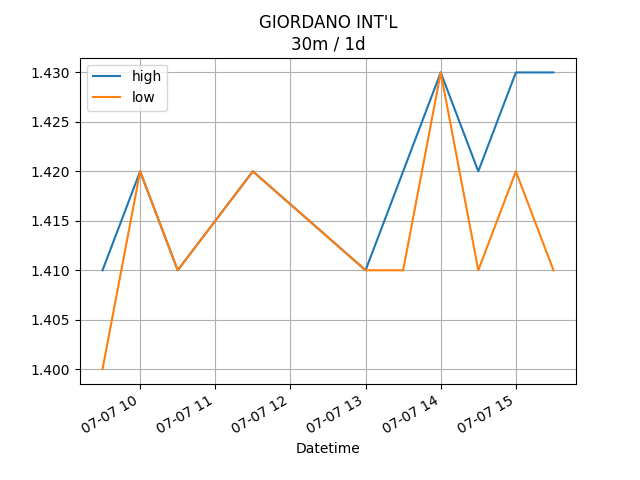 GIORDANO INT'L
30m / 1d
high
low
1.430
1.425
1.420
1.415
1.410
1.405
1.400
07-07 10
07-07 11
07-07 12
07-07 13
07-07 14
07-07 15
Datetime